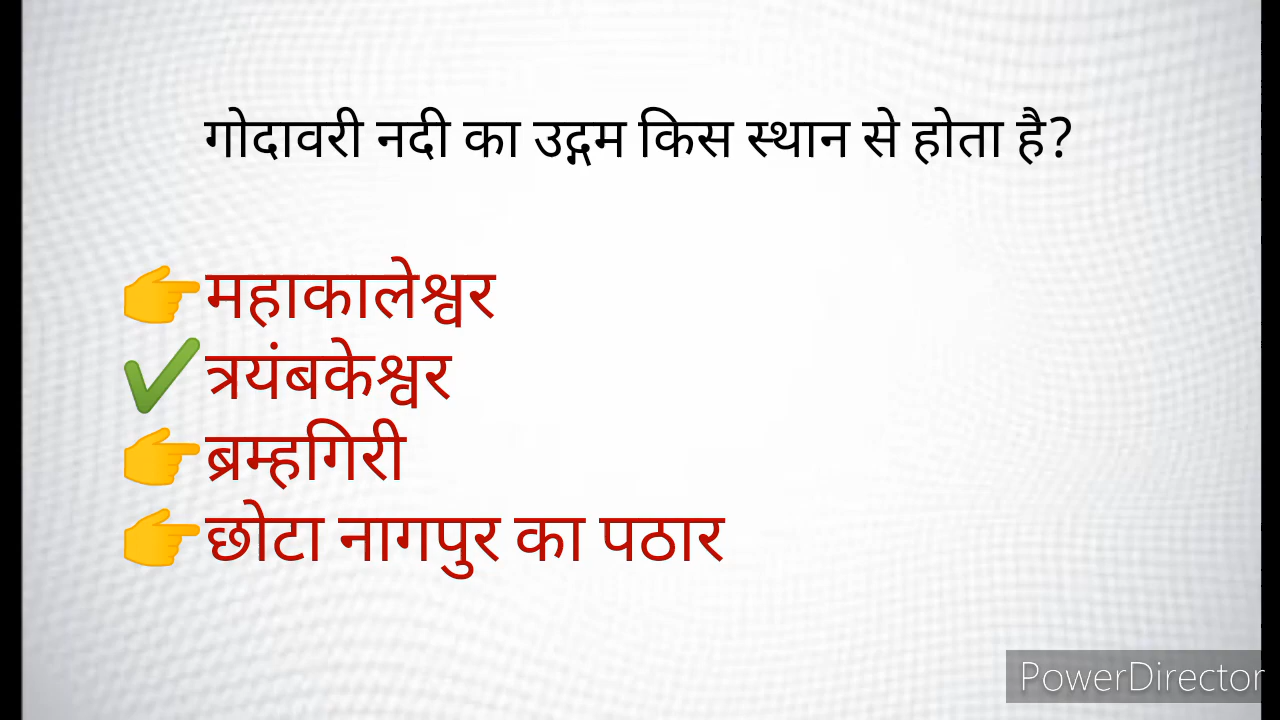 गोदावरी नदी का उद्गम किस स्थान से होता है?
👉महाकालेश्वर
✔त्रयंबकेश्वर
👉ब्रम्हगिरी
👉छोटा नागपुर का पठार
PowerDirector